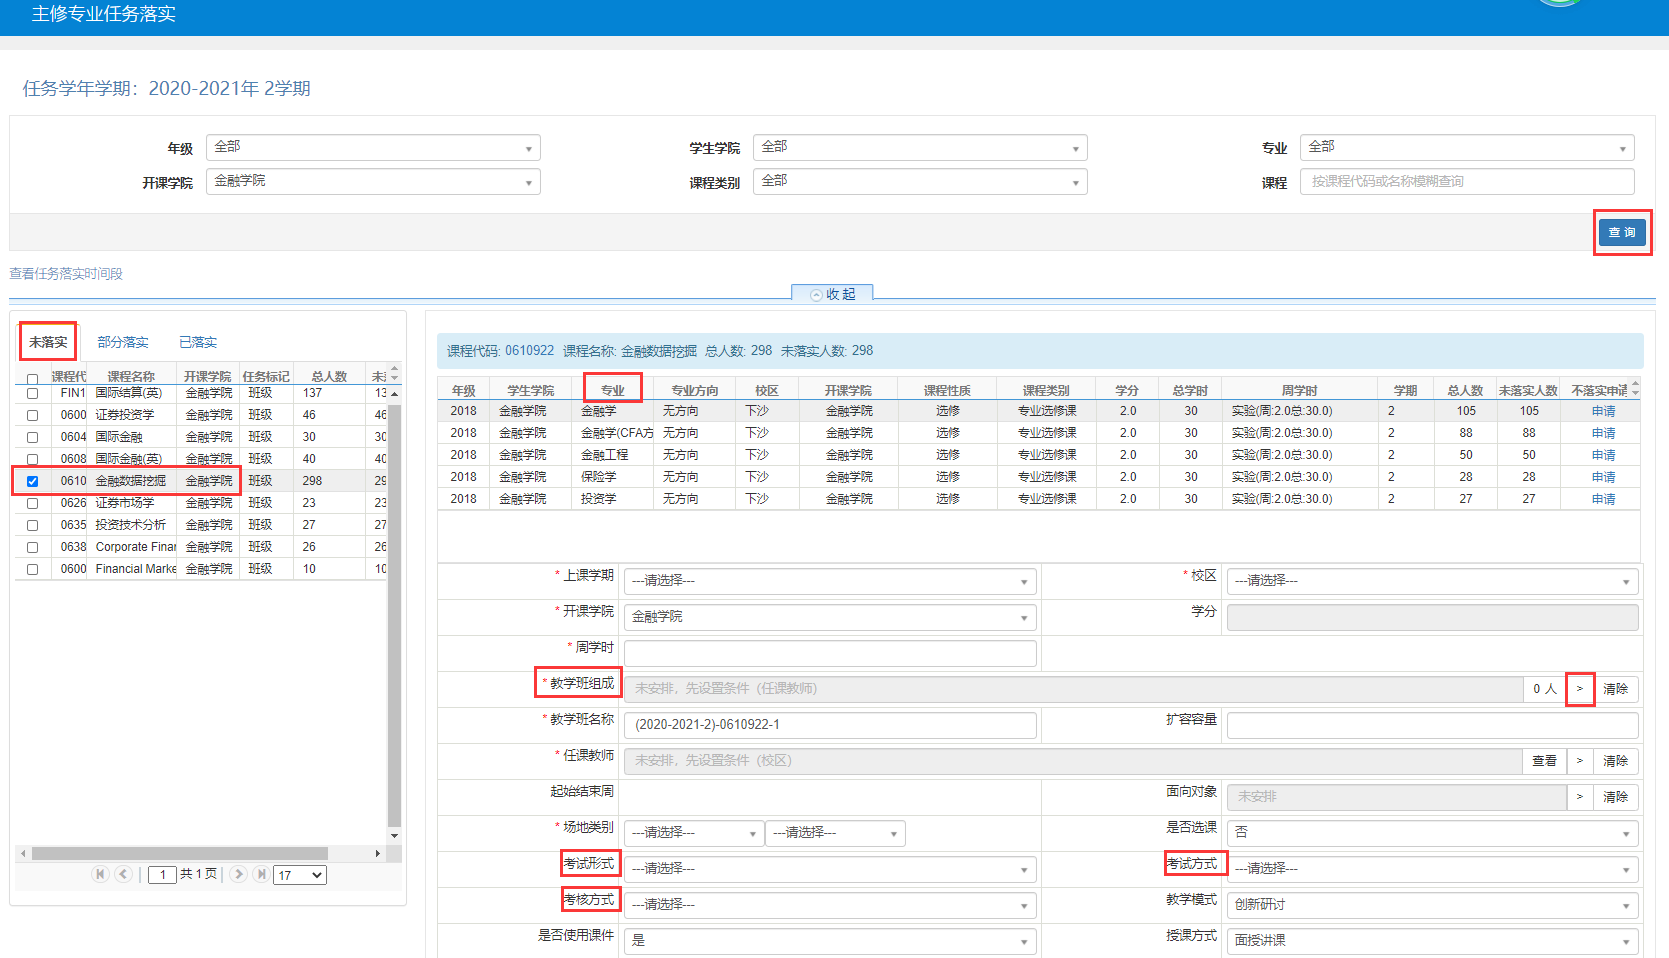 主修专业任务落实
任务学年学期：2020-2021年 2学期
年级 全部 学生学院 全部 专业 全部
开课学院 金融学院 课程类别 全部 课程 按课程代码或名称模糊查询
查 询
查看任务落实时间段
收 起
未落实 部分落实 已落实
课程代 课程名称 开课学院 任务标记 总人数 未
FIN1 国际结算(英) 金融学院 班级 137 13
0600 证券投资学 金融学院 班级 46 46
0604 国际金融 金融学院 班级 30 30
0608 国际金融(英) 金融学院 班级 40 40
0610 金融数据挖掘 金融学院 班级 298 29
0626 证券市场学 金融学院 班级 23 23
0635 投资技术分析 金融学院 班级 27 27
0638 Corporate Finar 金融学院 班级 26 26
0600 Financial Marke 金融学院 班级 10 10
1 共 1 页 17
课程代码: 0610922 课程名称: 金融数据挖掘 总人数: 298 未落实人数: 298
年级 学生学院 专业 专业方向 校区 开课学院 课程性质 课程类别 学分 总学时 周学时 学期 总人数 未落实人数 不落实申请
2018 金融学院 金融学 无方向 下沙 金融学院 选修 专业选修课 2.0 30 实验(周:2.0总:30.0) 2 105 105 申请
2018 金融学院 金融学(CFA方 无方向 下沙 金融学院 选修 专业选修课 2.0 30 实验(周:2.0总:30.0) 2 88 88 申请
2018 金融学院 金融工程 无方向 下沙 金融学院 选修 专业选修课 2.0 30 实验(周:2.0总:30.0) 2 50 50 申请
2018 金融学院 保险学 无方向 下沙 金融学院 选修 专业选修课 2.0 30 实验(周:2.0总:30.0) 2 28 28 申请
2018 金融学院 投资学 无方向 下沙 金融学院 选修 专业选修课 2.0 30 实验(周:2.0总:30.0) 2 27 27 申请
* 上课学期 ---请选择--- * 校区 ---请选择---
* 开课学院 金融学院 学分
* 周学时
* 教学班组成 未安排，先设置条件（任课教师） 0 人 > 清除
* 教学班名称 (2020-2021-2)-0610922-1 扩容容量
* 任课教师 未安排，先设置条件（校区） 查看 > 清除
起始结束周 面向对象 未安排 > 清除
* 场地类别 ---请选择--- ---请选择--- 是否选课 否
考试形式 ---请选择--- 考试方式 ---请选择---
考核方式 ---请选择--- 教学模式 创新研讨
是否使用课件 是 授课方式 面授讲课